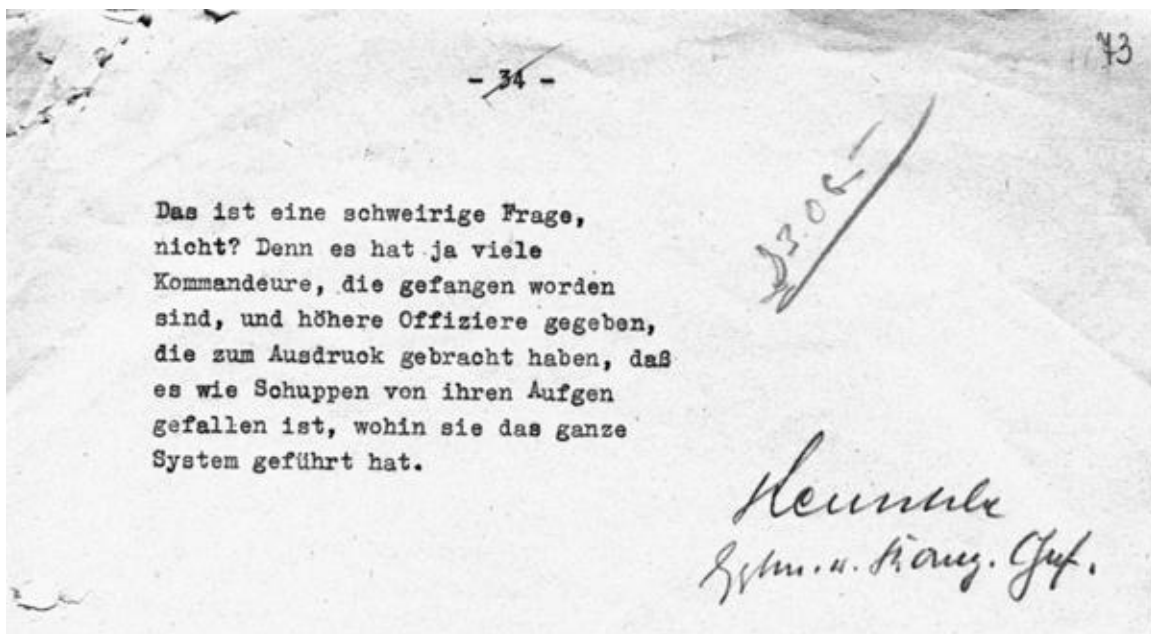 73
- 34 -
Das ist eine schweirige Frage,
nicht? Denn es hat ja viele
Kommandeure, die gefangen worden
sind, und höhere Offiziere gegeben,
die zum Ausdruck gebracht haben, daß
es wie Schuppen von ihren Aufgen
gefallen ist, wohin sie das ganze
System geführt hat.